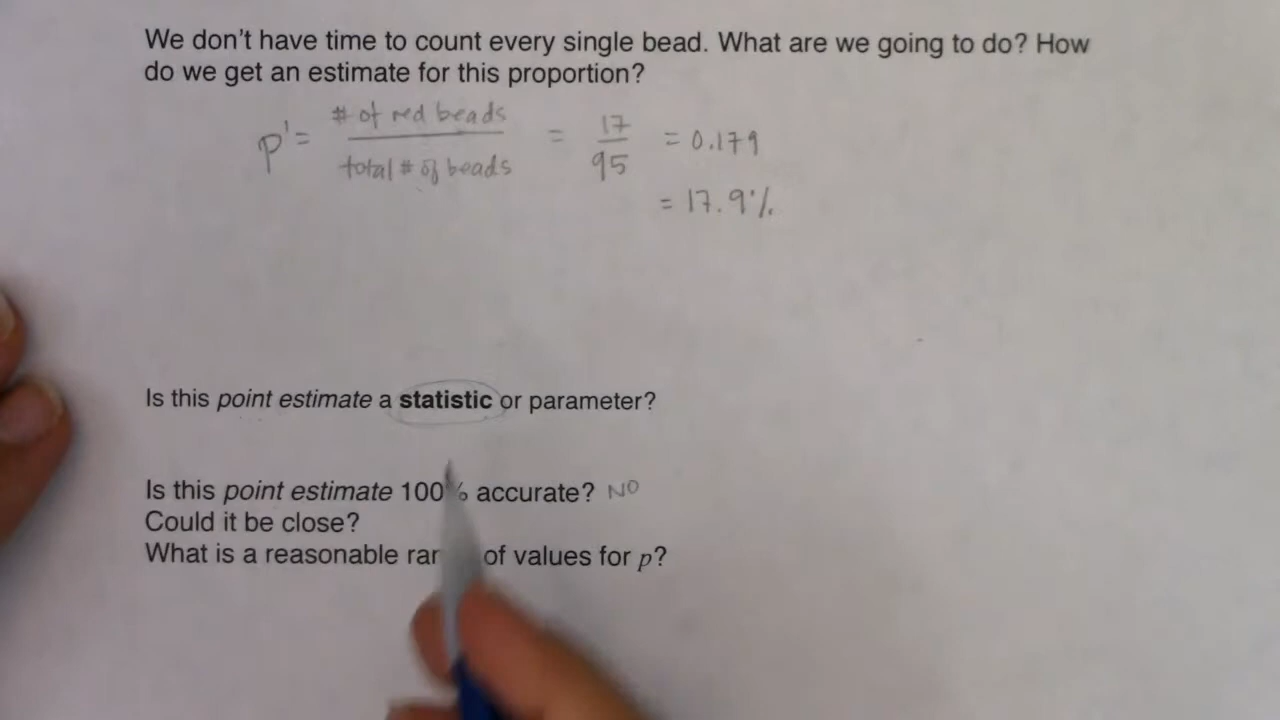 We don't have time to count every single bead. What are we going to do? How
do we get an estimate for this proportion?
p' = # of red beads / total # of beads = 17/95 = 0.179
= 17.9%
Is this point estimate a statistic or parameter?
Is this point estimate 100% accurate? NO
Could it be close?
What is a reasonable ran of values for p?